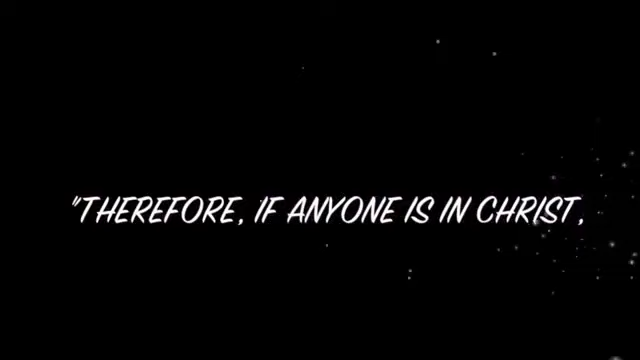 "THEREFORE, IF ANYONE IS IN CHRIST,